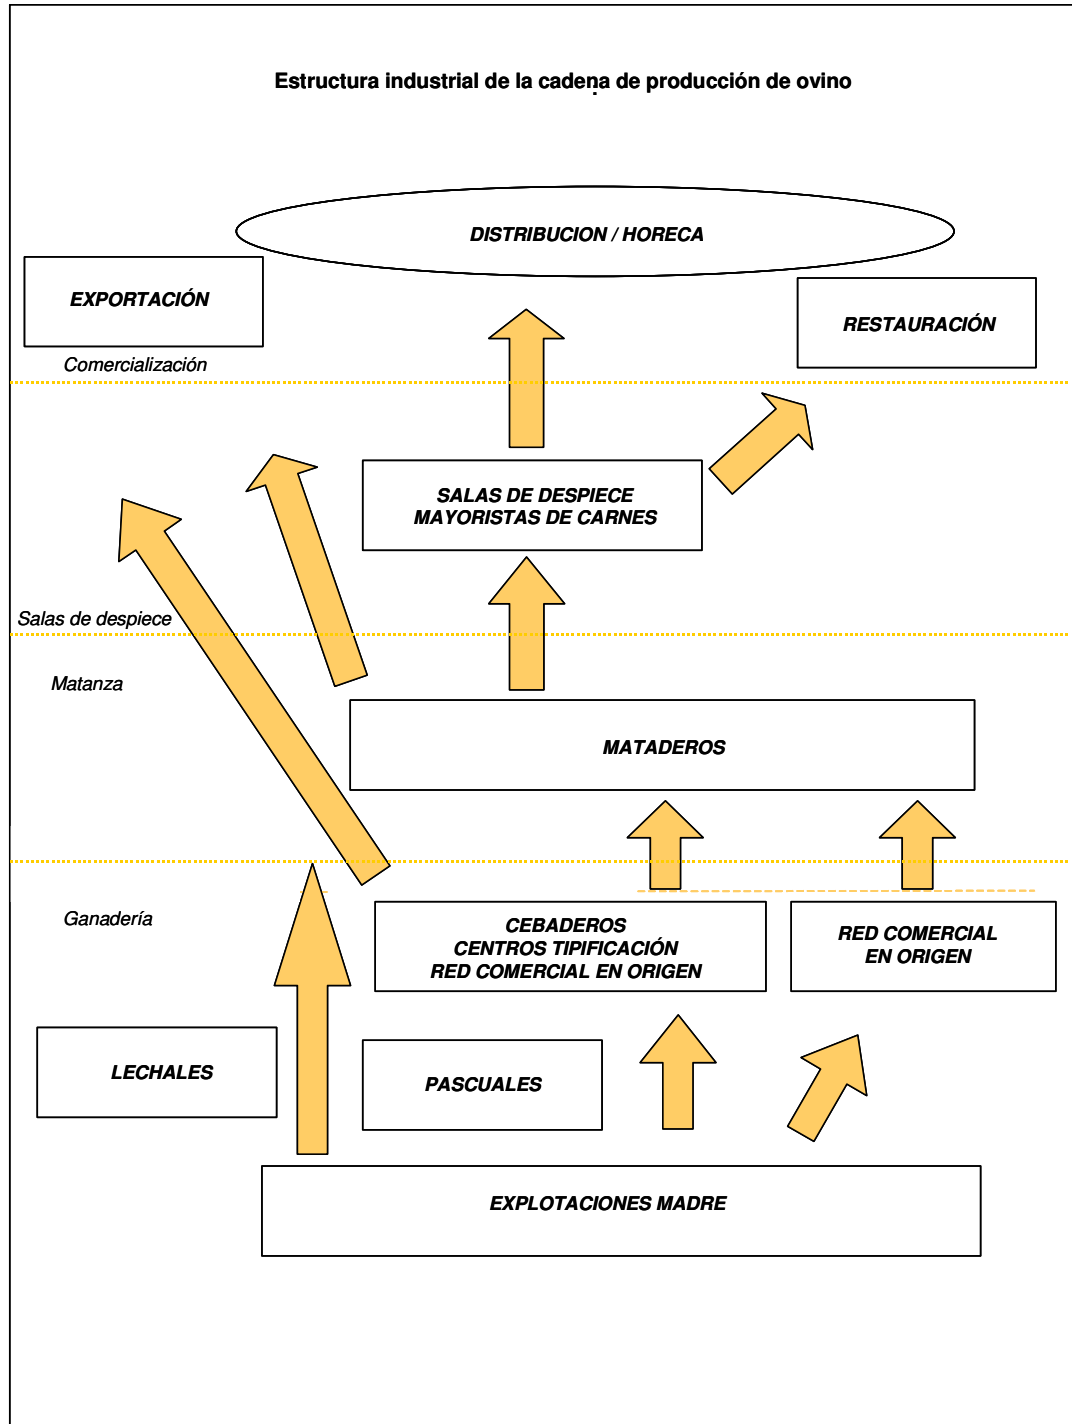 Estructura industrial de la cadena de producción de ovino
DISTRIBUCION / HORECA
EXPORTACIÓN
RESTAURACIÓN
Comercialización
SALAS DE DESPIECE
MAYORISTAS DE CARNES
Salas de despiece
Matanza
MATADEROS
Ganadería
CEBADEROS
CENTROS TIPIFICACIÓN
RED COMERCIAL EN ORIGEN
RED COMERCIAL
EN ORIGEN
LECHALES
PASCUALES
EXPLOTACIONES MADRE